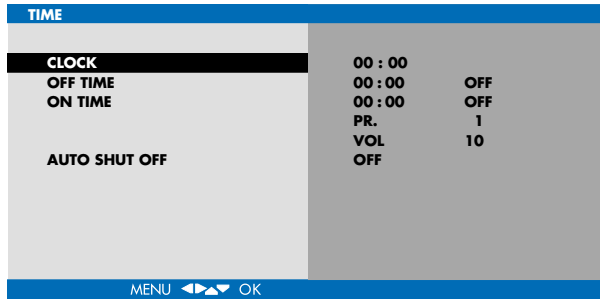 TIME
CLOCK 00 : 00
OFF TIME 00 : 00 OFF
ON TIME 00 : 00 OFF
PR. 1
VOL 10
AUTO SHUT OFF OFF
MENU ◀▶▲▼ OK